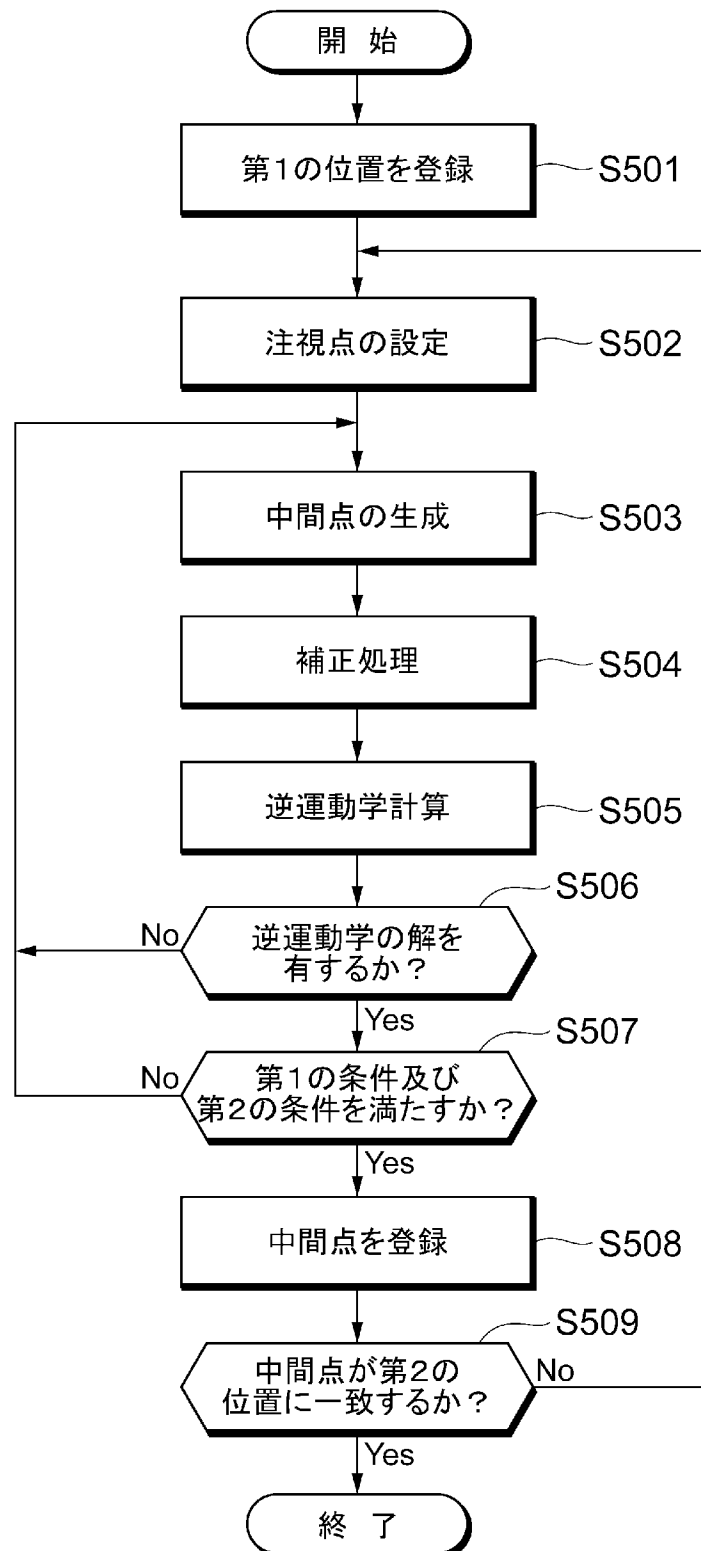 開 始
第1の位置を登録
S501
注視点の設定
S502
中間点の生成
S503
補正処理
S504
逆運動学計算
S505
S506
No
逆運動学の解を
有するか?
Yes
S507
No
第1の条件及び
第2の条件を満たすか?
Yes
中間点を登録
S508
S509
中間点が第2の
位置に一致するか?
No
Yes
終 了